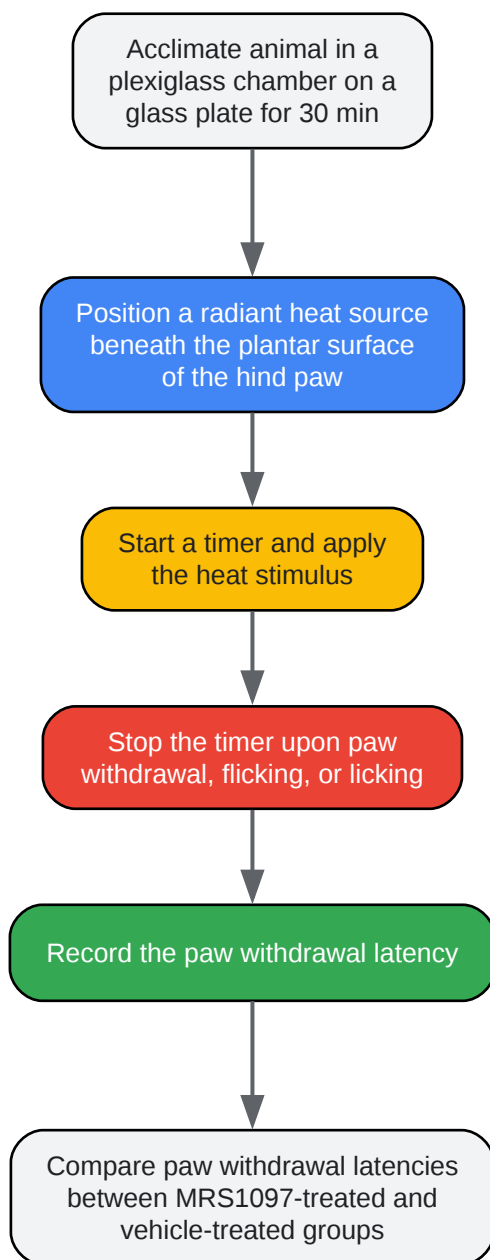 Acclimate animal in a
plexiglass chamber on a
glass plate for 30 min
Position a radiant heat source
beneath the plantar surface
of the hind paw
Start a timer and apply
the heat stimulus
Stop the timer upon paw
withdrawal, flicking, or licking
Record the paw withdrawal latency
Compare paw withdrawal latencies
between MRS1097-treated and
vehicle-treated groups